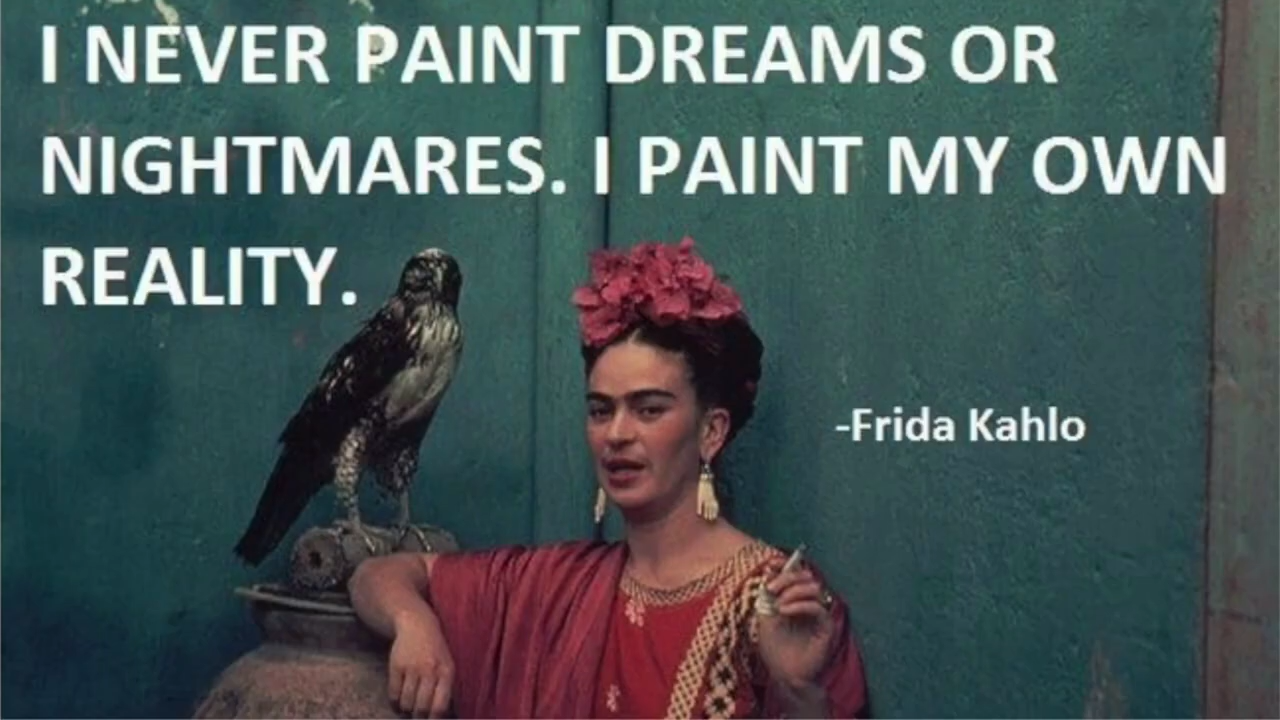 I NEVER PAINT DREAMS OR
NIGHTMARES. I PAINT MY OWN
REALITY.
-Frida Kahlo